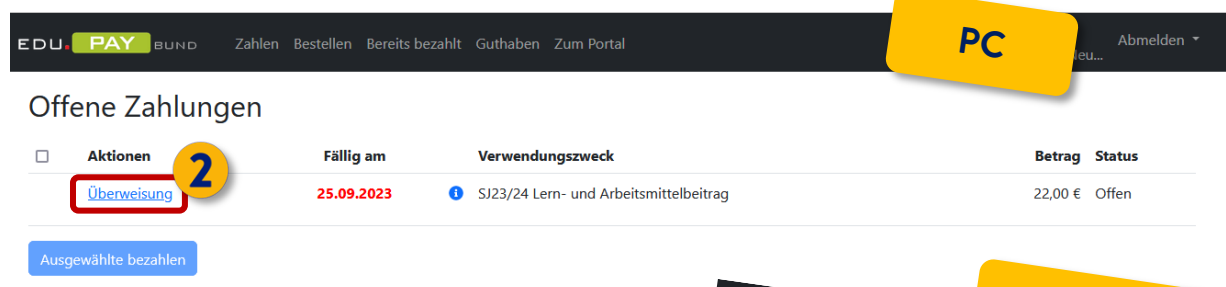 EDU. PAY BUND Zahlen Bestellen Bereits bezahlt Guthaben Zum Portal PC Abmelden
Offene Zahlungen
Aktionen Fällig am Verwendungszweck Betrag Status
2
Überweisung 25.09.2023 SJ23/24 Lern- und Arbeitsmittelbeitrag 22,00 € Offen
Ausgewählte bezahlen